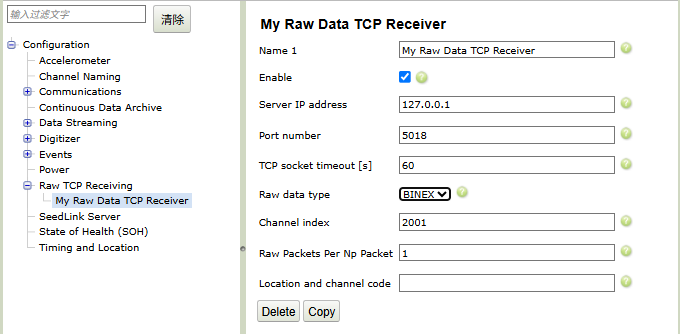 输入过滤文字
清除
Configuration
Accelerometer
Channel Naming
Communications
Continuous Data Archive
Data Streaming
Digitizer
Events
Power
Raw TCP Receiving
My Raw Data TCP Receiver
SeedLink Server
State of Health (SOH)
Timing and Location
My Raw Data TCP Receiver
Name 1 My Raw Data TCP Receiver
Enable
Server IP address 127.0.0.1
Port number 5018
TCP socket timeout [s] 60
Raw data type BINEX
Channel index 2001
Raw Packets Per Np Packet 1
Location and channel code
Delete Copy